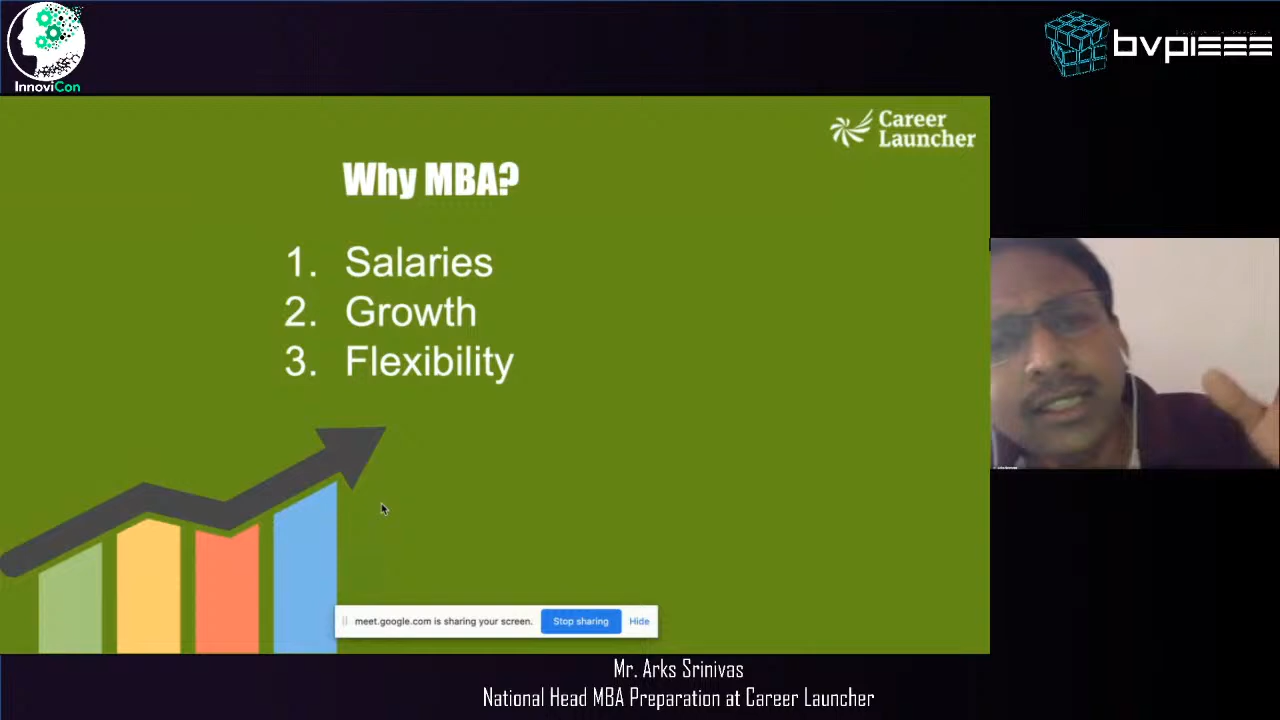 InnoviCon
bvpieee
Career
Launcher
Why MBA?
1. Salaries
2. Growth
3. Flexibility
meet.google.com is sharing your screen.
Stop sharing
Hide
Mr. Arks Srinivas
National Head MBA Preparation at Career Launcher